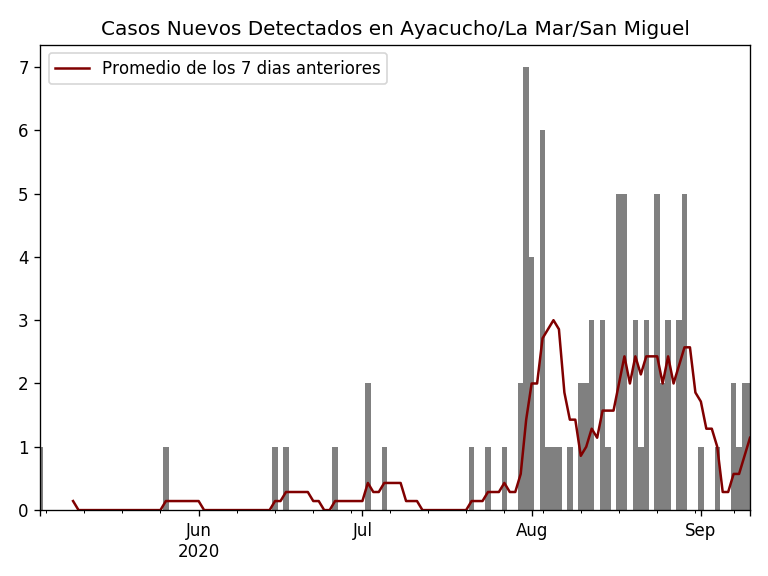 Casos Nuevos Detectados en Ayacucho/La Mar/San Miguel
Promedio de los 7 dias anteriores
7
6
5
4
3
2
1
0
Jun
2020
Jul
Aug
Sep